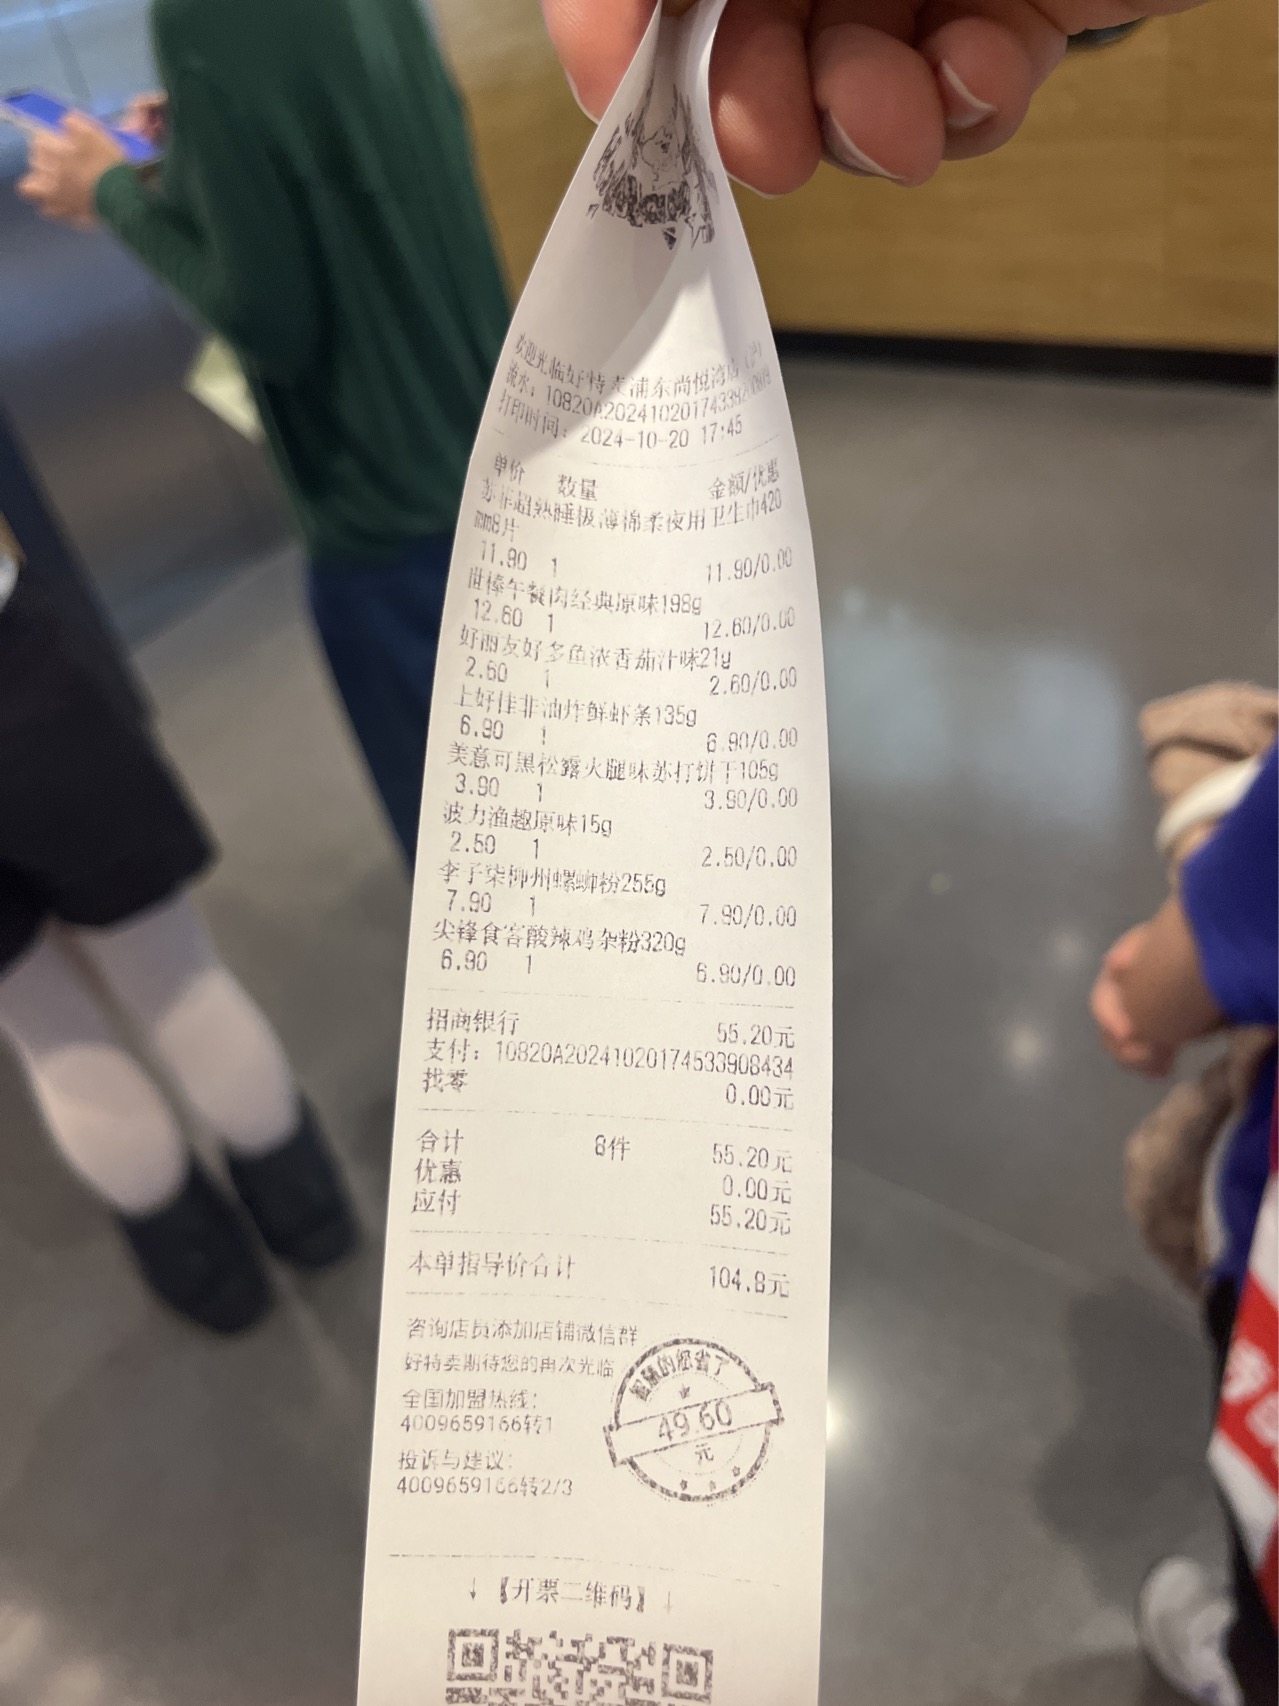 欢迎光临好特卖浦东尚悦湾店
流水：10820A20241020174339
打印时间：2024-10-20 17:45
单价 数量 金额/优惠
苏菲超熟睡极薄棉柔夜用卫生巾420
mm8片
11.90 1 11.90/0.00
世棒午餐肉经典原味198g
12.60 1 12.60/0.00
好丽友好多鱼浓香茄汁味21g
2.60 1 2.60/0.00
上好佳非油炸鲜虾条135g
6.90 1 6.90/0.00
美意可黑松露火腿味苏打饼干105g
3.90 1 3.90/0.00
波力渔趣原味15g
2.50 1 2.50/0.00
李子柒柳州螺蛳粉255g
7.90 1 7.90/0.00
尖锋食客酸辣鸡杂粉320g
6.90 1 6.90/0.00
招商银行 55.20元
支付：10820A20241020174533908434
找零 0.00元
合计 8件 55.20元
优惠 0.00元
应付 55.20元
本单指导价合计 104.8元
咨询店员添加店铺微信群
好特卖期待您的再次光临
全国加盟热线：
4009659166转1
投诉与建议：
4009659166转2/3
智慧的您省了
49.60
元
↓【开票二维码】↓